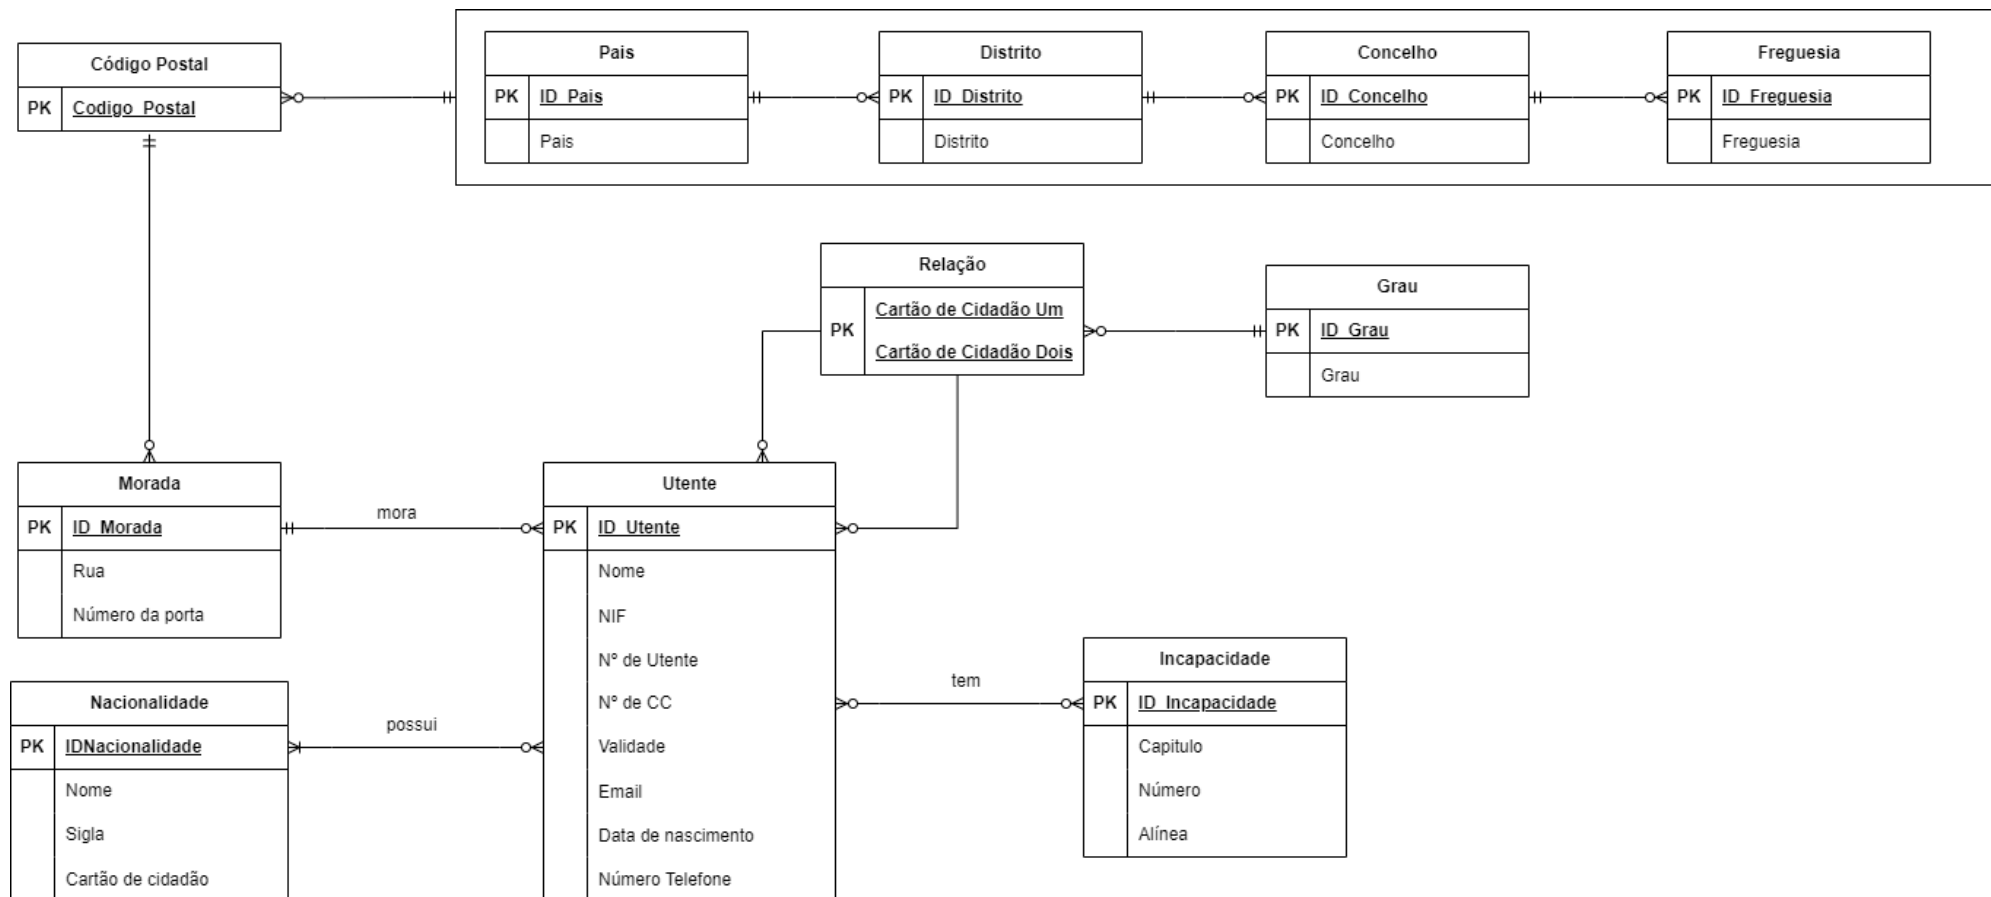 Código Postal
PK Codigo_Postal
Pais
PK ID_Pais
Pais
Distrito
PK ID_Distrito
Distrito
Concelho
PK ID_Concelho
Concelho
Freguesia
PK ID_Freguesia
Freguesia
Relação
PK
Cartão de Cidadão Um
Cartão de Cidadão Dois
Grau
PK ID_Grau
Grau
Morada
PK ID_Morada
Rua
Número da porta
mora
Utente
PK ID_Utente
Nome
NIF
Nº de Utente
Nº de CC
Validade
Email
Data de nascimento
Número Telefone
tem
Incapacidade
PK ID_Incapacidade
Capitulo
Número
Alínea
Nacionalidade
PK IDNacionalidade
Nome
Sigla
Cartão de cidadão
possui